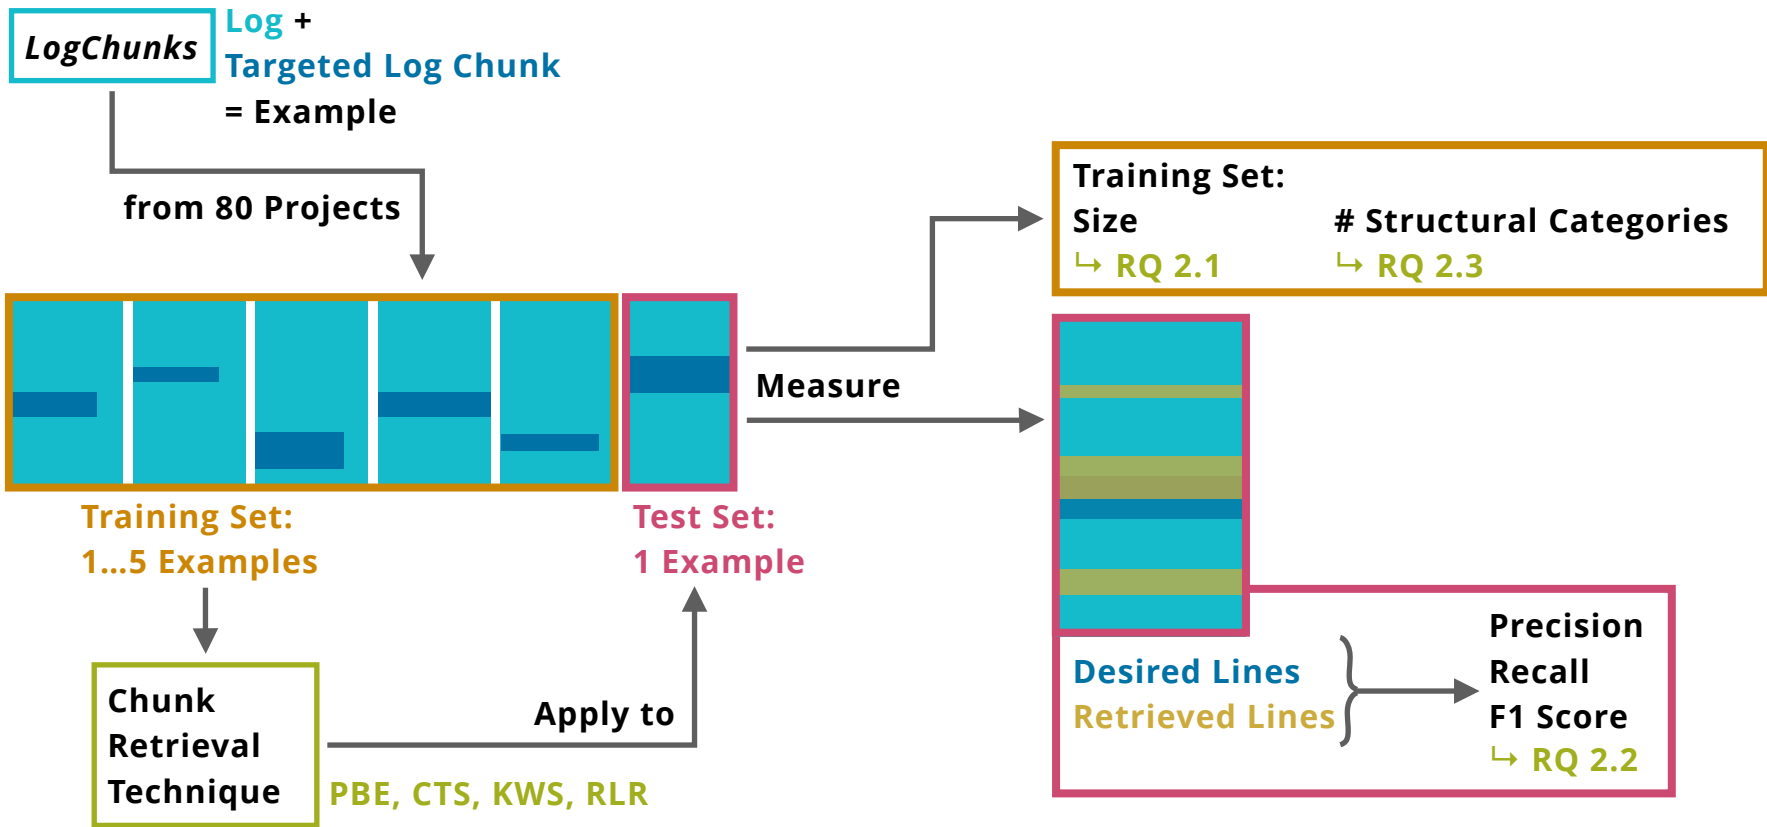 LogChunks
Log +
Targeted Log Chunk
= Example
from 80 Projects
Training Set:
1...5 Examples
Test Set:
1 Example
Chunk
Retrieval
Technique
PBE, CTS, KWS, RLR
Apply to
Measure
Training Set:
Size
↳ RQ 2.1
# Structural Categories
↳ RQ 2.3
Desired Lines
Retrieved Lines
Precision
Recall
F1 Score
↳ RQ 2.2